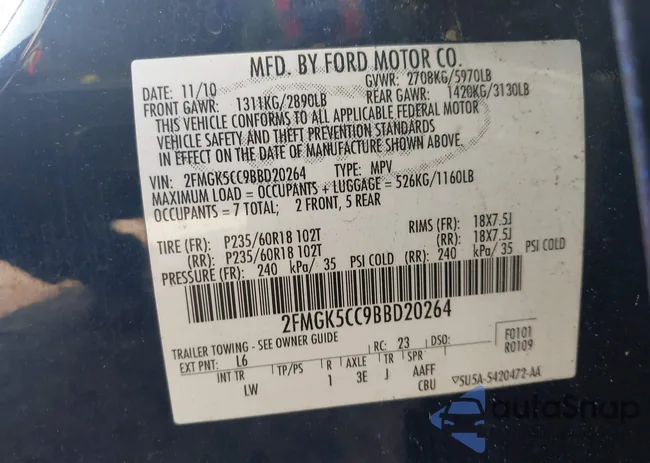 MFD. BY FORD MOTOR CO.
DATE: 11/10 GVWR: 2708KG/5970LB
FRONT GAWR: 1311KG/2890LB REAR GAWR: 1420KG/3130LB
THIS VEHICLE CONFORMS TO ALL APPLICABLE FEDERAL MOTOR
VEHICLE SAFETY AND THEFT PREVENTION STANDARDS
IN EFFECT ON THE DATE OF MANUFACTURE SHOWN ABOVE.
VIN: 2FMGK5CC9BBD20264 TYPE: MPV
MAXIMUM LOAD = OCCUPANTS + LUGGAGE = 526KG/1160LB
OCCUPANTS = 7 TOTAL; 2 FRONT, 5 REAR
TIRE (FR): P235/60R18 102T RIMS (FR): 18X7.5J
(RR): P235/60R18 102T (RR): 18X7.5J
PRESSURE (FR): 240 kPa/ 35 PSI COLD (RR): 240 kPa/ 35 PSI COLD
2FMGK5CC9BBD20264
TRAILER TOWING - SEE OWNER GUIDE
EXT PNT: L6 RC: 23 DSO: F0101
R0109
INT TR TP/PS R AXLE TR SPR
LW 1 3E J AAFF
CBU 5U5A-5420472-AA
autoSnap